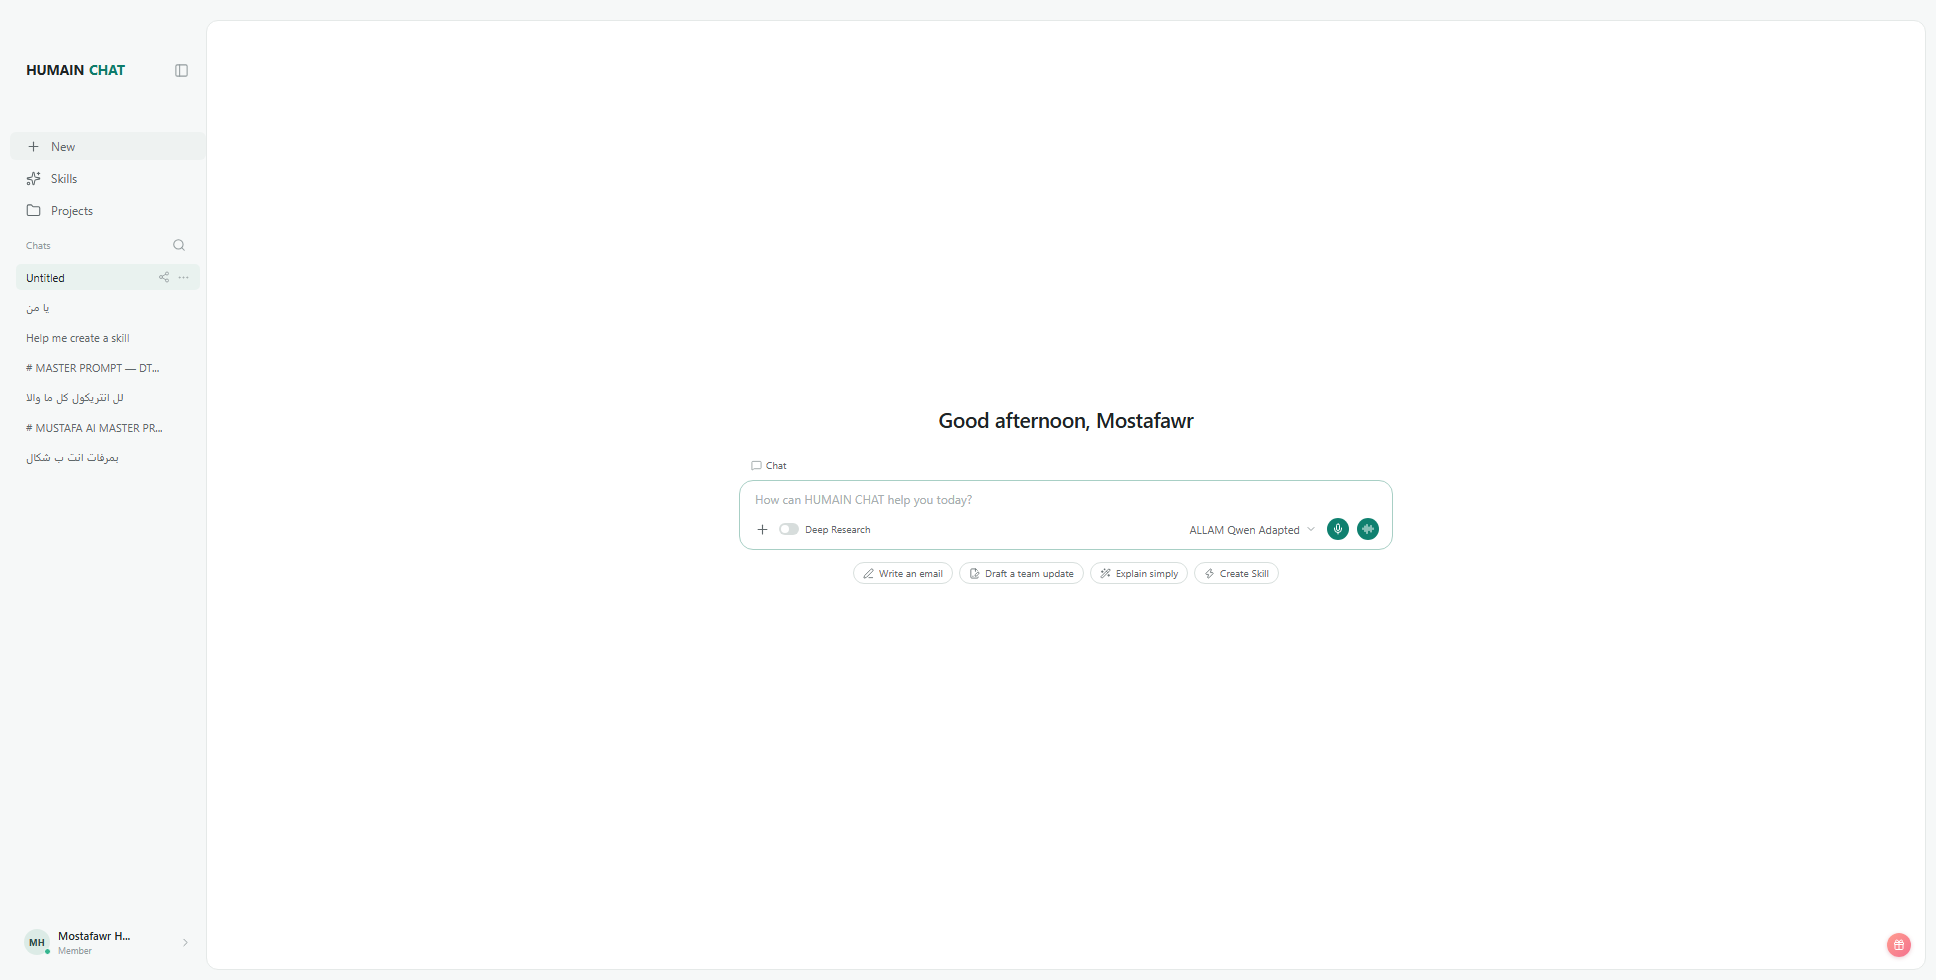 HUMAIN CHAT
New
Skills
Projects
Chats
Untitled
يا من
Help me create a skill
# MASTER PROMPT — DT...
لل انتريكول كل ما والا
# MUSTAFA AI MASTER PR...
بمرفات انت ب شكال
Good afternoon, Mostafawr
Chat
How can HUMAIN CHAT help you today?
Deep Research
ALLAM Qwen Adapted
Write an email
Draft a team update
Explain simply
Create Skill
MH
Mostafawr H...
Member